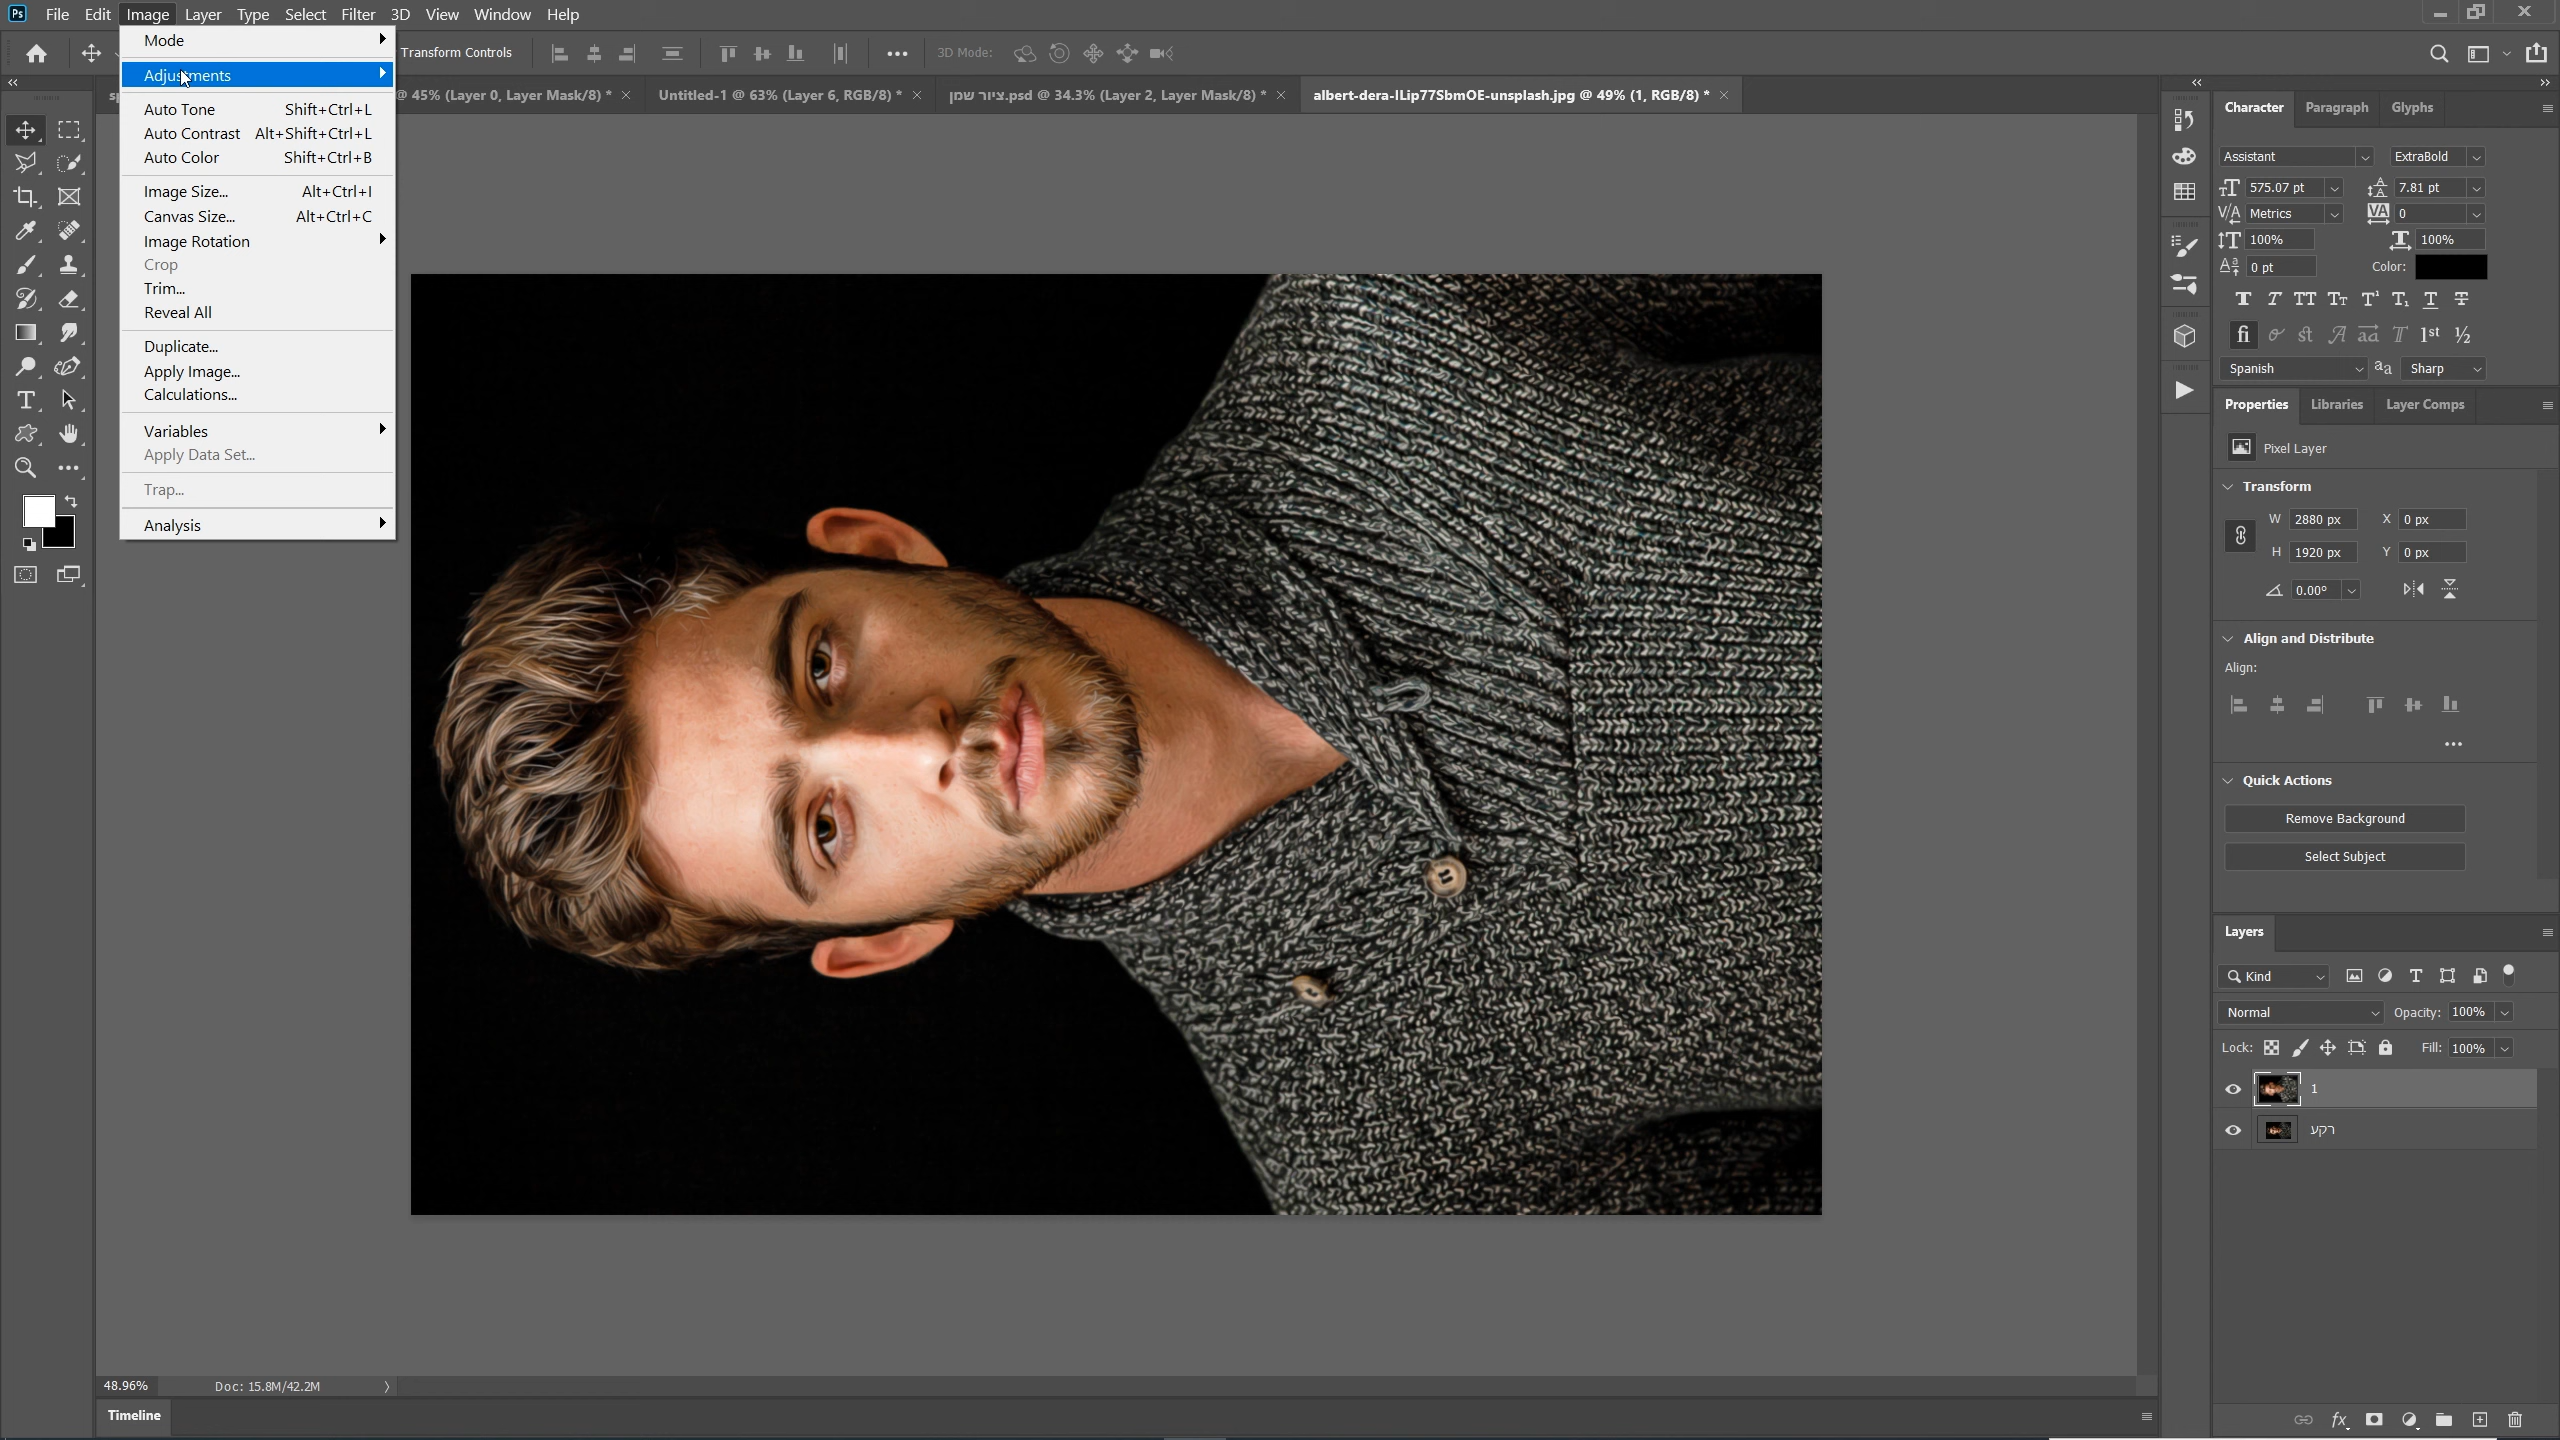 Ps File Edit Image Layer Type Select Filter 3D View Window Help
Transform Controls 3D Mode:
@ 45% (Layer 0, Layer Mask/8) *
Untitled-1 @ 63% (Layer 6, RGB/8) *
ציור שמן.psd @ 34.3% (Layer 2, Layer Mask/8) *
albert-dera-ILip77SbmOE-unsplash.jpg @ 49% (1, RGB/8) *
Mode
Adjustments
Auto Tone Shift+Ctrl+L
Auto Contrast Alt+Shift+Ctrl+L
Auto Color Shift+Ctrl+B
Image Size... Alt+Ctrl+I
Canvas Size... Alt+Ctrl+C
Image Rotation
Crop
Trim...
Reveal All
Duplicate...
Apply Image...
Calculations...
Variables
Apply Data Set...
Trap...
Analysis
Character Paragraph Glyphs
Assistant ExtraBold
575.07 pt 7.81 pt
Metrics 0
100% 100%
0 pt Color:
Spanish aa Sharp
Properties Libraries Layer Comps
Pixel Layer
Transform
W 2880 px X 0 px
H 1920 px Y 0 px
0.00°
Align and Distribute
Align:
Quick Actions
Remove Background
Select Subject
Layers
Kind
Normal Opacity: 100%
Lock: Fill: 100%
1
רקע
fx
48.96% Doc: 15.8M/42.2M
Timeline